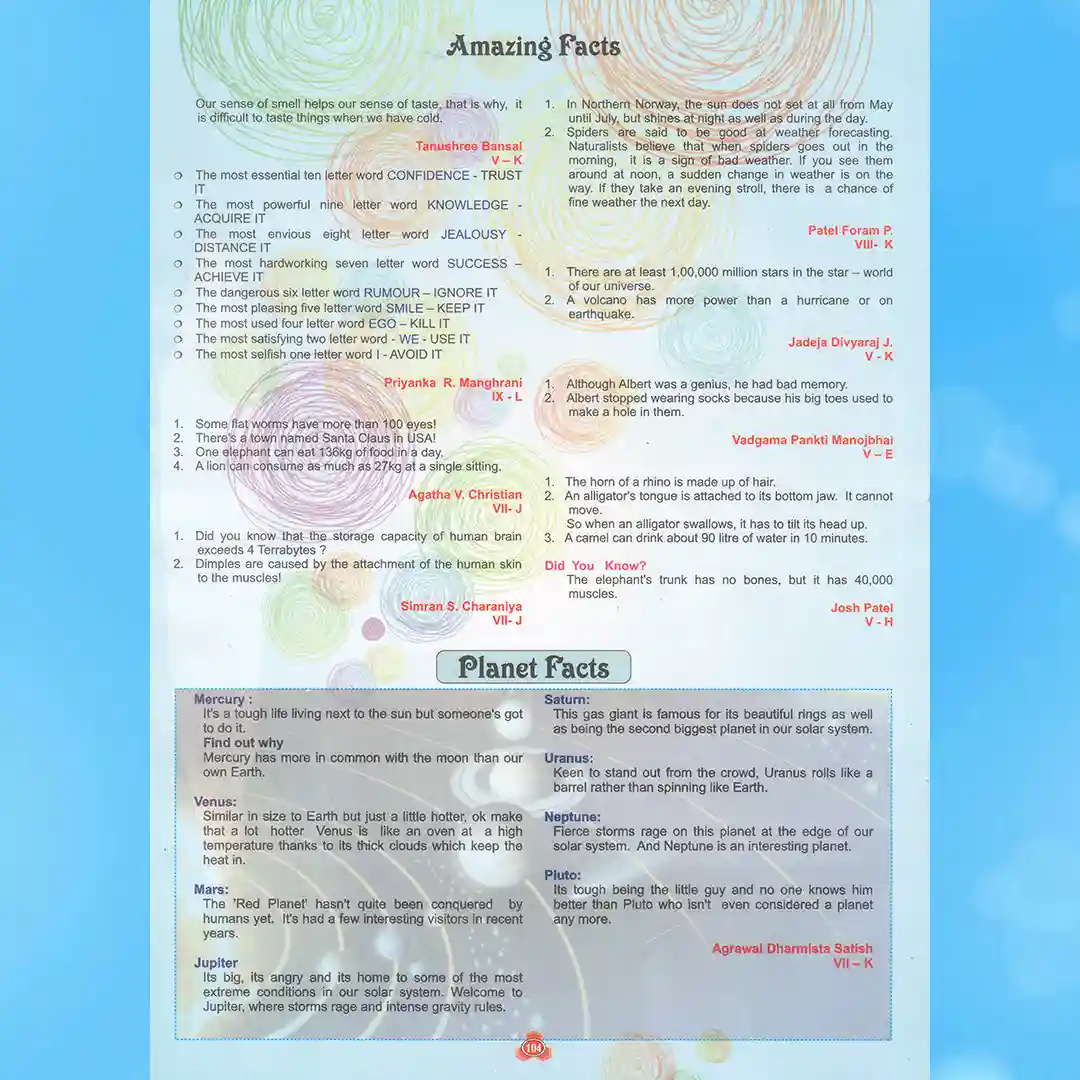 Amazing Facts
Our sense of smell helps our sense of taste, that is why, it
is difficult to taste things when we have cold.
Tanushree Bansal
V – K
❍ The most essential ten letter word CONFIDENCE - TRUST
IT
❍ The most powerful nine letter word KNOWLEDGE -
ACQUIRE IT
❍ The most envious eight letter word JEALOUSY -
DISTANCE IT
❍ The most hardworking seven letter word SUCCESS –
ACHIEVE IT
❍ The dangerous six letter word RUMOUR – IGNORE IT
❍ The most pleasing five letter word SMILE – KEEP IT
❍ The most used four letter word EGO – KILL IT
❍ The most satisfying two letter word - WE - USE IT
❍ The most selfish one letter word I - AVOID IT
Priyanka R. Manghrani
IX - L
1. Some flat worms have more than 100 eyes!
2. There's a town named Santa Claus in USA!
3. One elephant can eat 136kg of food in a day.
4. A lion can consume as much as 27kg at a single sitting.
Agatha V. Christian
VII- J
1. Did you know that the storage capacity of human brain
exceeds 4 Terrabytes ?
2. Dimples are caused by the attachment of the human skin
to the muscles!
Simran S. Charaniya
VII- J
1. In Northern Norway, the sun does not set at all from May
until July, but shines at night as well as during the day.
2. Spiders are said to be good at weather forecasting.
Naturalists believe that when spiders goes out in the
morning, it is a sign of bad weather. If you see them
around at noon, a sudden change in weather is on the
way. If they take an evening stroll, there is a chance of
fine weather the next day.
Patel Foram P.
VIII- K
1. There are at least 1,00,000 million stars in the star – world
of our universe.
2. A volcano has more power than a hurricane or on
earthquake.
Jadeja Divyaraj J.
V - K
1. Although Albert was a genius, he had bad memory.
2. Albert stopped wearing socks because his big toes used to
make a hole in them.
Vadgama Pankti Manojbhai
V – E
1. The horn of a rhino is made up of hair.
2. An alligator's tongue is attached to its bottom jaw. It cannot
move.
So when an alligator swallows, it has to tilt its head up.
3. A camel can drink about 90 litre of water in 10 minutes.
Did You Know?
The elephant's trunk has no bones, but it has 40,000
muscles.
Josh Patel
V - H
Planet Facts
Mercury :
It's a tough life living next to the sun but someone's got
to do it.
Find out why
Mercury has more in common with the moon than our
own Earth.
Venus:
Similar in size to Earth but just a little hotter, ok make
that a lot hotter Venus is like an oven at a high
temperature thanks to its thick clouds which keep the
heat in.
Mars:
The 'Red Planet' hasn't quite been conquered by
humans yet. It's had a few interesting visitors in recent
years.
Jupiter
Its big, its angry and its home to some of the most
extreme conditions in our solar system. Welcome to
Jupiter, where storms rage and intense gravity rules.
Saturn:
This gas giant is famous for its beautiful rings as well
as being the second biggest planet in our solar system.
Uranus:
Keen to stand out from the crowd, Uranus rolls like a
barrel rather than spinning like Earth.
Neptune:
Fierce storms rage on this planet at the edge of our
solar system. And Neptune is an interesting planet.
Pluto:
Its tough being the little guy and no one knows him
better than Pluto who isn't even considered a planet
any more.
Agrawal Dharmista Satish
VII – K
104